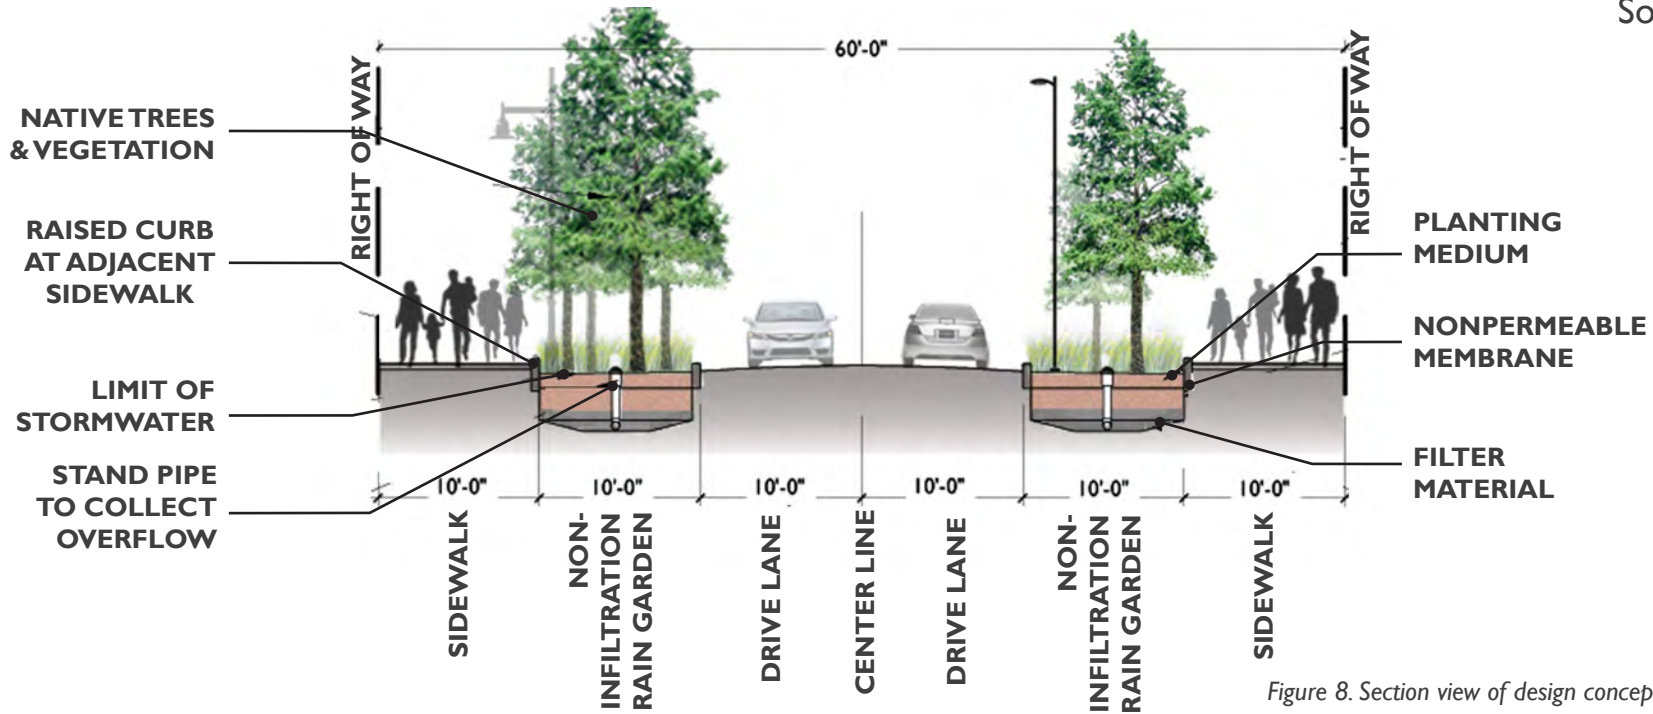 So
60'-0"
RIGHT OF WAY
RIGHT OF WAY
NATIVE TREES
& VEGETATION
RAISED CURB
AT ADJACENT
SIDEWALK
LIMIT OF
STORMWATER
STAND PIPE
TO COLLECT
OVERFLOW
PLANTING
MEDIUM
NONPERMEABLE
MEMBRANE
FILTER
MATERIAL
10'-0"
10'-0"
10'-0"
10'-0"
10'-0"
10'-0"
SIDEWALK
NON-
INFILTRATION
RAIN GARDEN
DRIVE LANE
CENTER LINE
DRIVE LANE
NON-
INFILTRATION
RAIN GARDEN
SIDEWALK
Figure 8. Section view of design concep